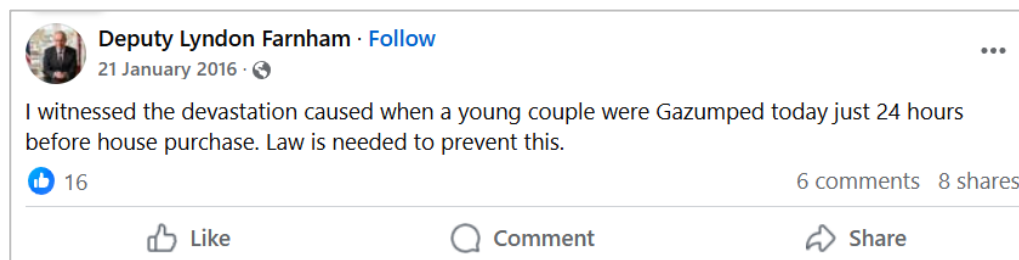 Deputy Lyndon Farnham · Follow
21 January 2016 ·
I witnessed the devastation caused when a young couple were Gazumped today just 24 hours
before house purchase. Law is needed to prevent this.
16 6 comments 8 shares
Like Comment Share